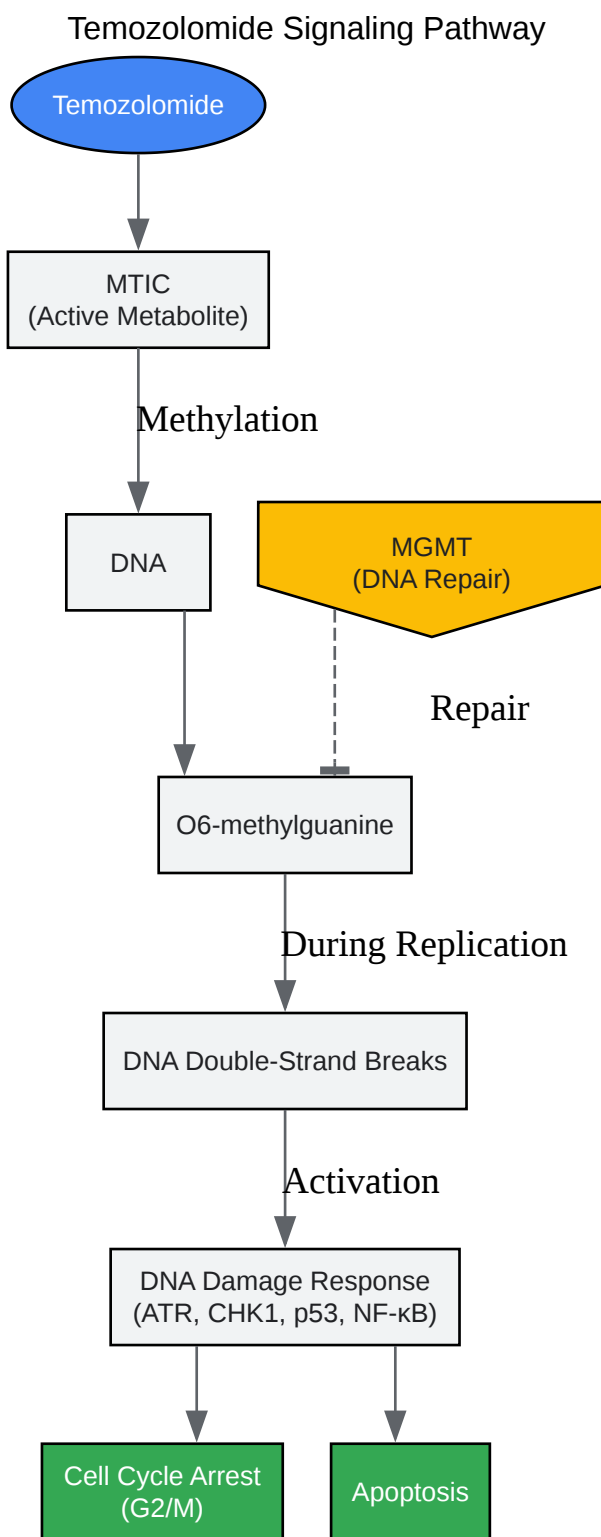 Temozolomide Signaling Pathway
Temozolomide
MTIC
(Active Metabolite)
Methylation
DNA
MGMT
(DNA Repair)
Repair
O6-methylguanine
During Replication
DNA Double-Strand Breaks
Activation
DNA Damage Response
(ATR, CHK1, p53, NF-κB)
Cell Cycle Arrest
(G2/M)
Apoptosis